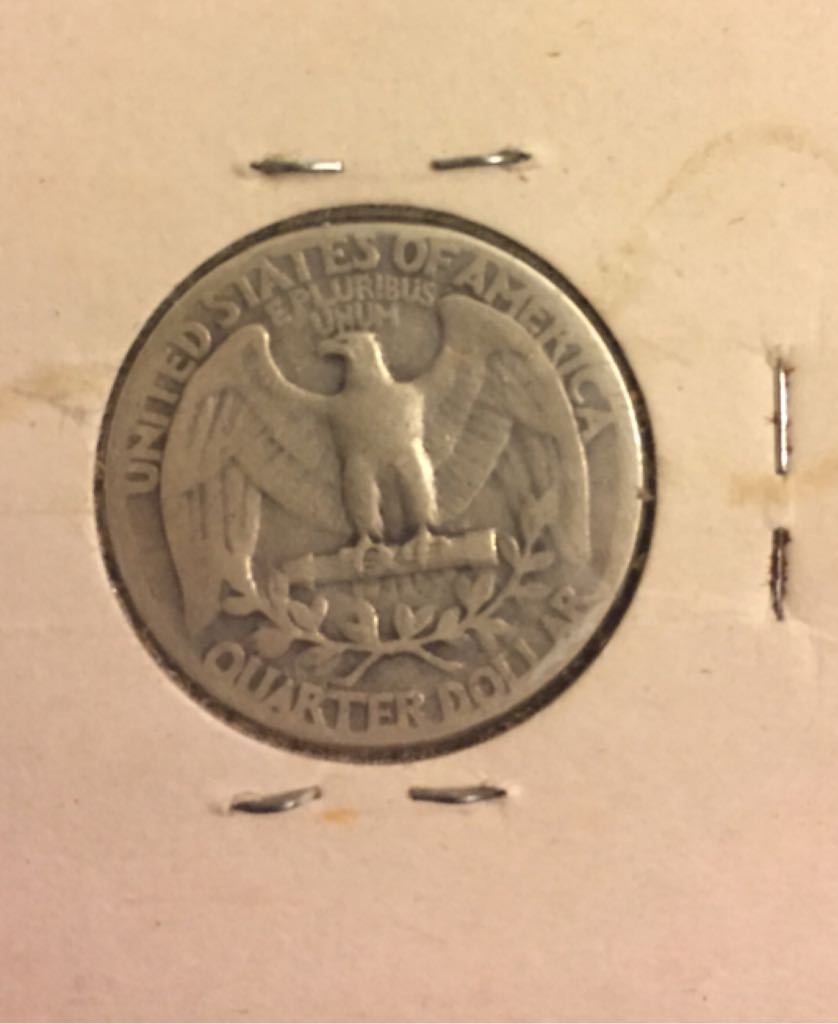 UNITED STATES OF AMERICA
E PLURIBUS
UNUM
QUARTER DOLLAR